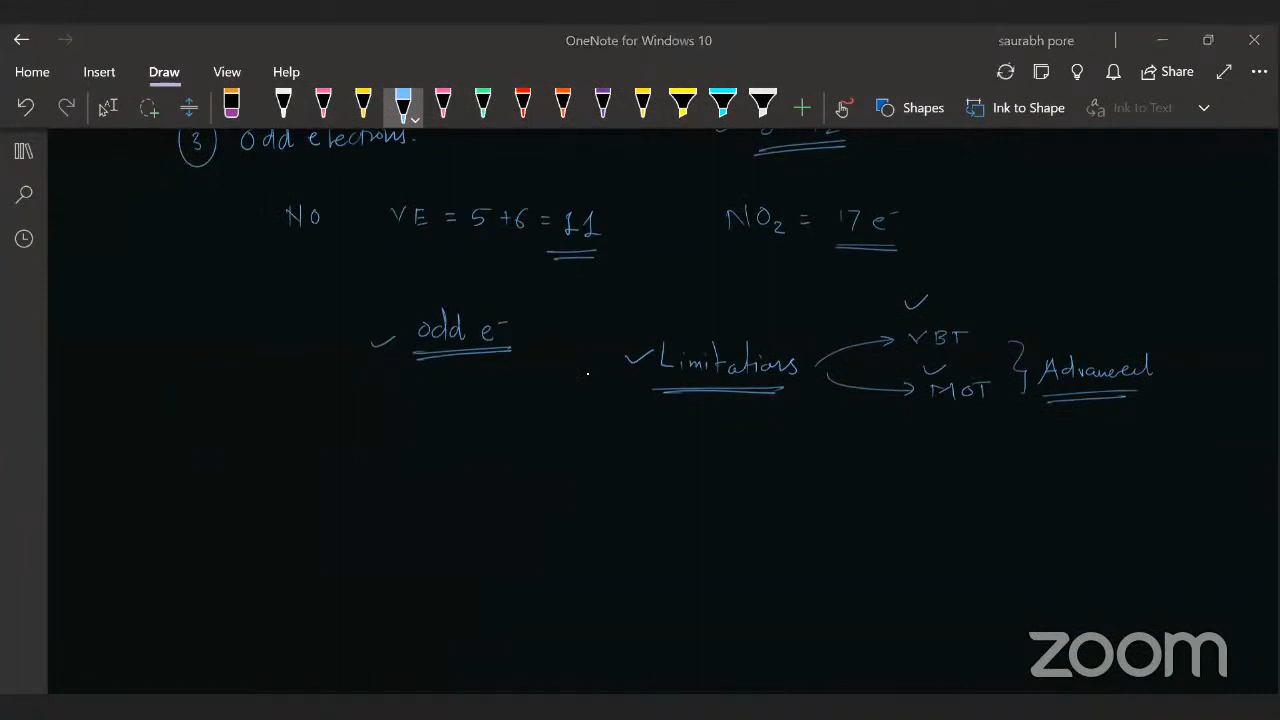 OneNote for Windows 10
saurabh pore
Home Insert Draw View Help
Share
Shapes
Ink to Shape
Ink to Text
3 Odd electrons.
NO VE = 5+6 = 11
NO2 = 17 e-
odd e-
Limitations
VBT
MOT
Advanced
zoom